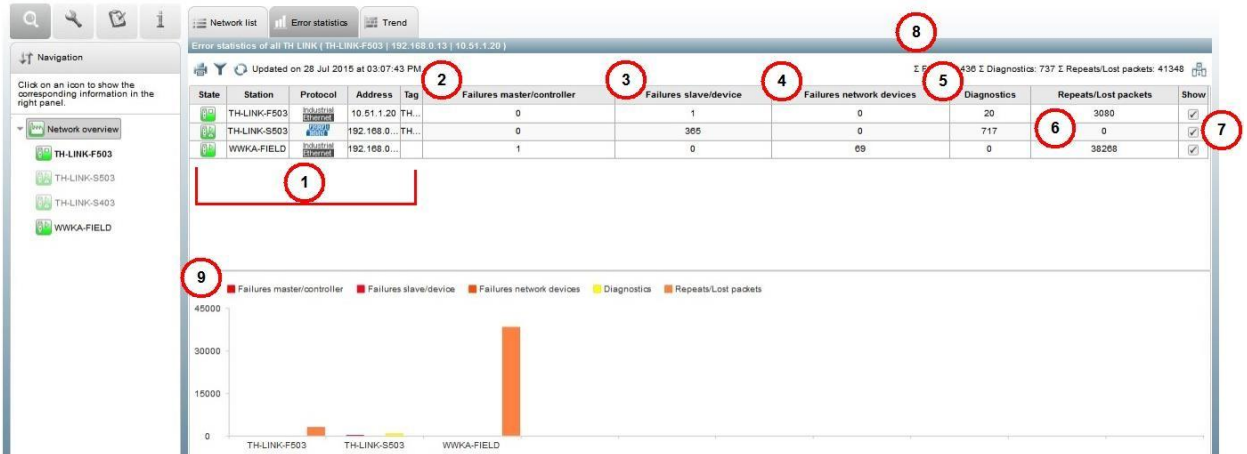 Network list
Error statistics
Trend
8
Error statistics of all TH LINK ( TH-LINK-F503 | 192.168.0.13 | 10.51.1.20 )
Navigation
Updated on 28 Jul 2015 at 03:07:43 PM
Σ F 436 Σ Diagnostics: 737 Σ Repeats/Lost packets: 41348
Click on an icon to show the
corresponding information in the
right panel.
2
3
4
5
State Station Protocol Address Tag Failures master/controller Failures slave/device Failures network devices Diagnostics Repeats/Lost packets Show
TH-LINK-F503 Industrial Ethernet 10.51.1.20 TH... 0 1 0 20 3080
TH-LINK-S503 192.168.0... TH... 0 365 0 717 0
6
7
WWKA-FIELD Industrial Ethernet 192.168.0... 1 0 69 0 38268
Network overview
TH-LINK-F503
TH-LINK-S503
TH-LINK-S403
WWKA-FIELD
1
9
Failures master/controller Failures slave/device Failures network devices Diagnostics Repeats/Lost packets
45000
30000
15000
0
TH-LINK-F503 TH-LINK-S503 WWKA-FIELD